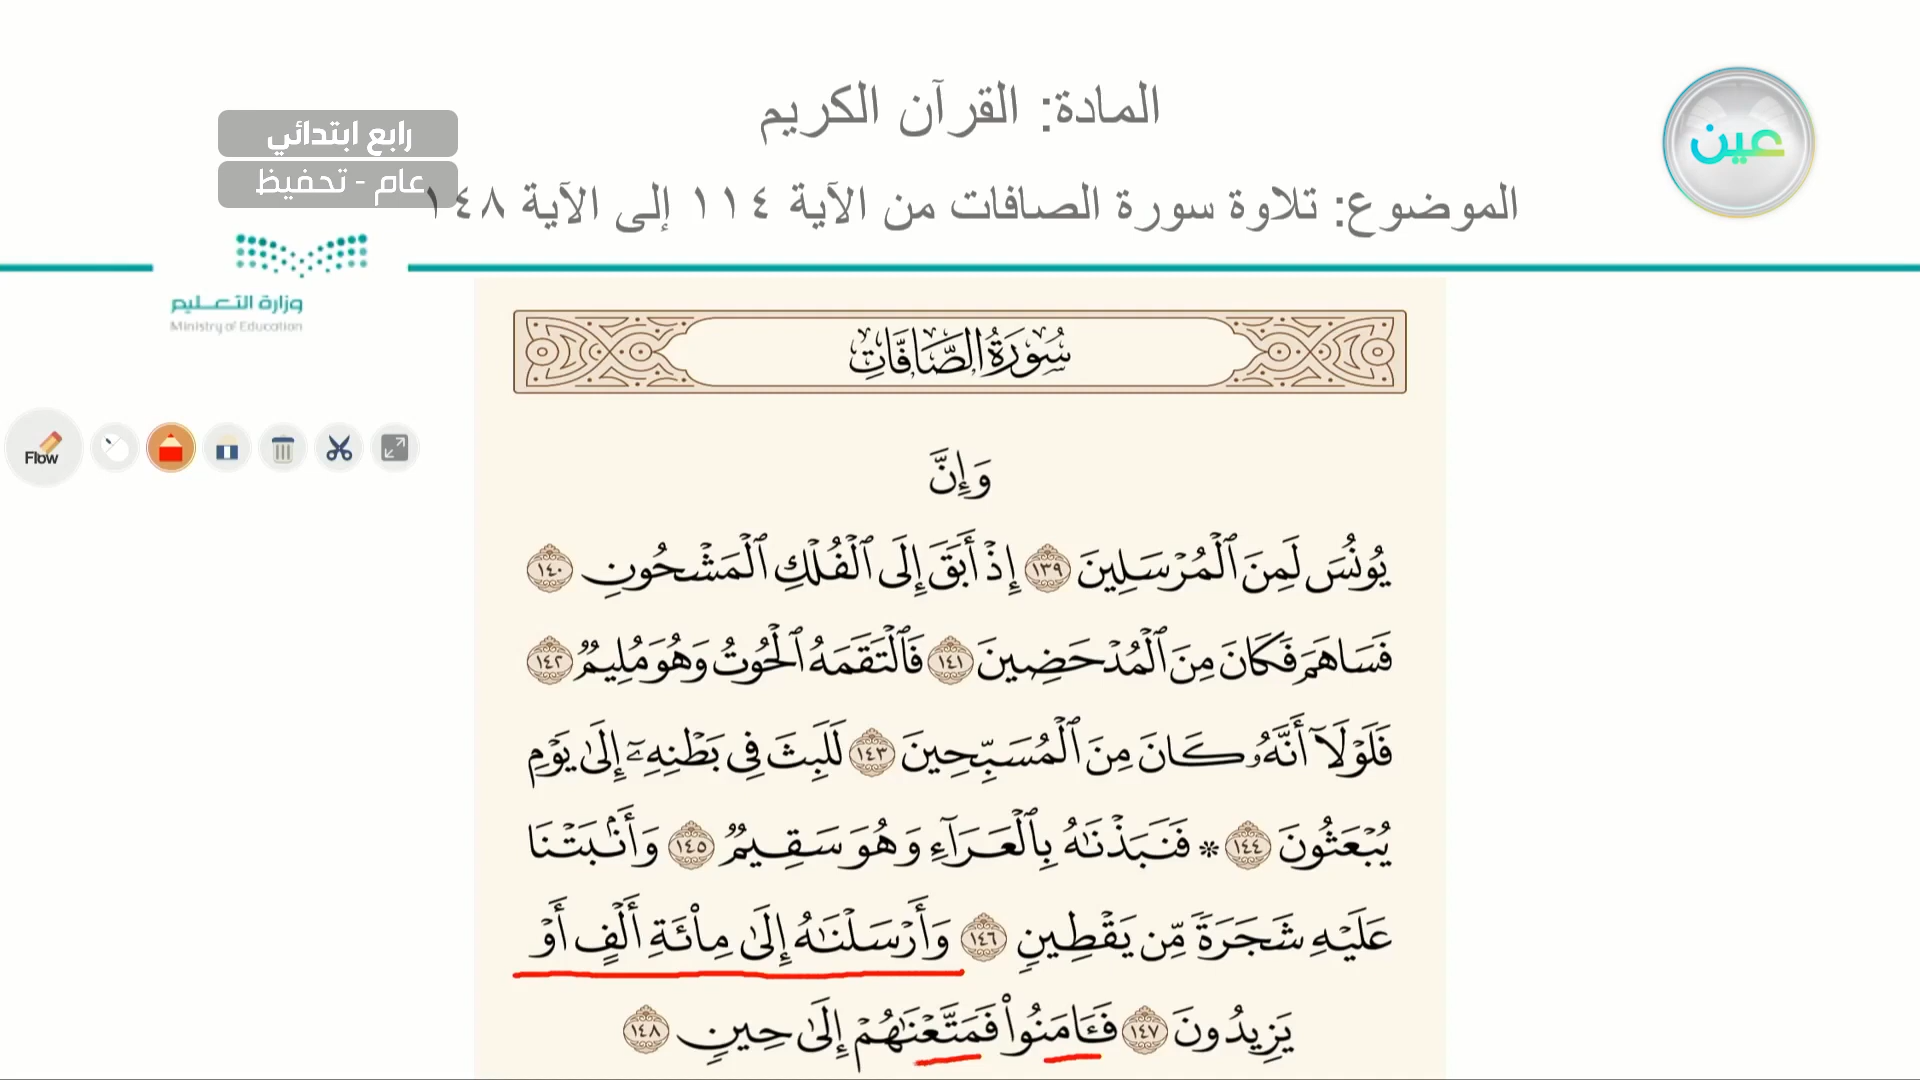 المادة: القرآن الكريم
رابع ابتدائي
عام - تحفيظ
الموضوع: تلاوة سورة الصافات من الآية ١١٤ إلى الآية ١٤٨
عين
وزارة التعليم
Ministry of Education
Flow
سُورَةُ الصَّافَّاتِ
وَإِنَّ
يُونُسَ لَمِنَ ٱلْمُرْسَلِينَ ١٣٩ إِذْ أَبَقَ إِلَى ٱلْفُلْكِ ٱلْمَشْحُونِ ١٤٠
فَسَاهَمَ فَكَانَ مِنَ ٱلْمُدْحَضِينَ ١٤١ فَٱلْتَقَمَهُ ٱلْحُوتُ وَهُوَ مُلِيمٌ ١٤٢
فَلَوْلَآ أَنَّهُۥ كَانَ مِنَ ٱلْمُسَبِّحِينَ ١٤٣ لَلَبِثَ فِى بَطْنِهِۦٓ إِلَىٰ يَوْمِ
يُبْعَثُونَ ١٤٤ * فَنَبَذْنَٰهُ بِٱلْعَرَآءِ وَهُوَ سَقِيمٌ ١٤٥ وَأَنۢبَتْنَا
عَلَيْهِ شَجَرَةً مِّن يَقْطِينٍ ١٤٦ وَأَرْسَلْنَٰهُ إِلَىٰ مِا۟ئَةِ أَلْفٍ أَوْ
يَزِيدُونَ ١٤٧ فَـَٔامَنُوا۟ فَمَتَّعْنَٰهُمْ إِلَىٰ حِينٍ ١٤٨